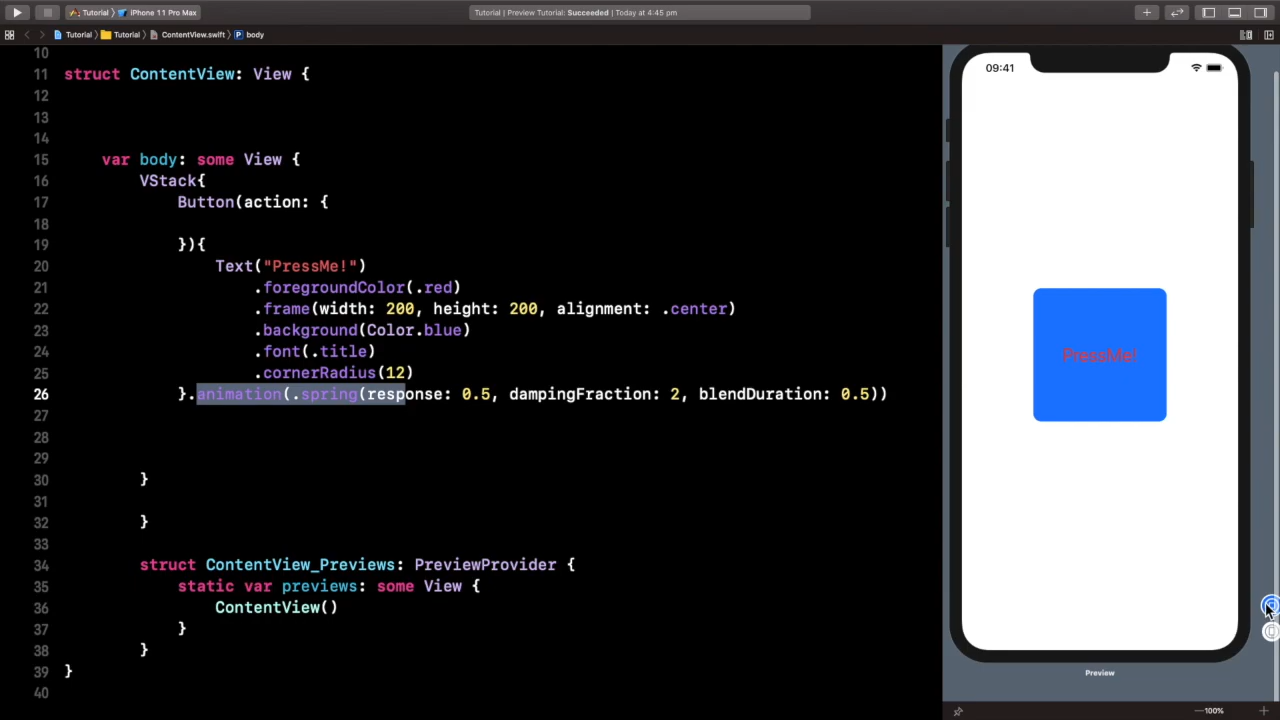 Tutorial iPhone 11 Pro Max
Tutorial | Preview Tutorial: Succeeded | Today at 4:45 pm
Tutorial Tutorial ContentView.swift P body
10
11 struct ContentView: View {
12
13
14
15 var body: some View {
16 VStack{
17 Button(action: {
18
19 }){
20 Text("PressMe!")
21 .foregroundColor(.red)
22 .frame(width: 200, height: 200, alignment: .center)
23 .background(Color.blue)
24 .font(.title)
25 .cornerRadius(12)
26 }.animation(.spring(response: 0.5, dampingFraction: 2, blendDuration: 0.5))
27
28
29
30 }
31
32 }
33
34 struct ContentView_Previews: PreviewProvider {
35 static var previews: some View {
36 ContentView()
37 }
38 }
39 }
40
09:41
PressMe!
Preview
100%